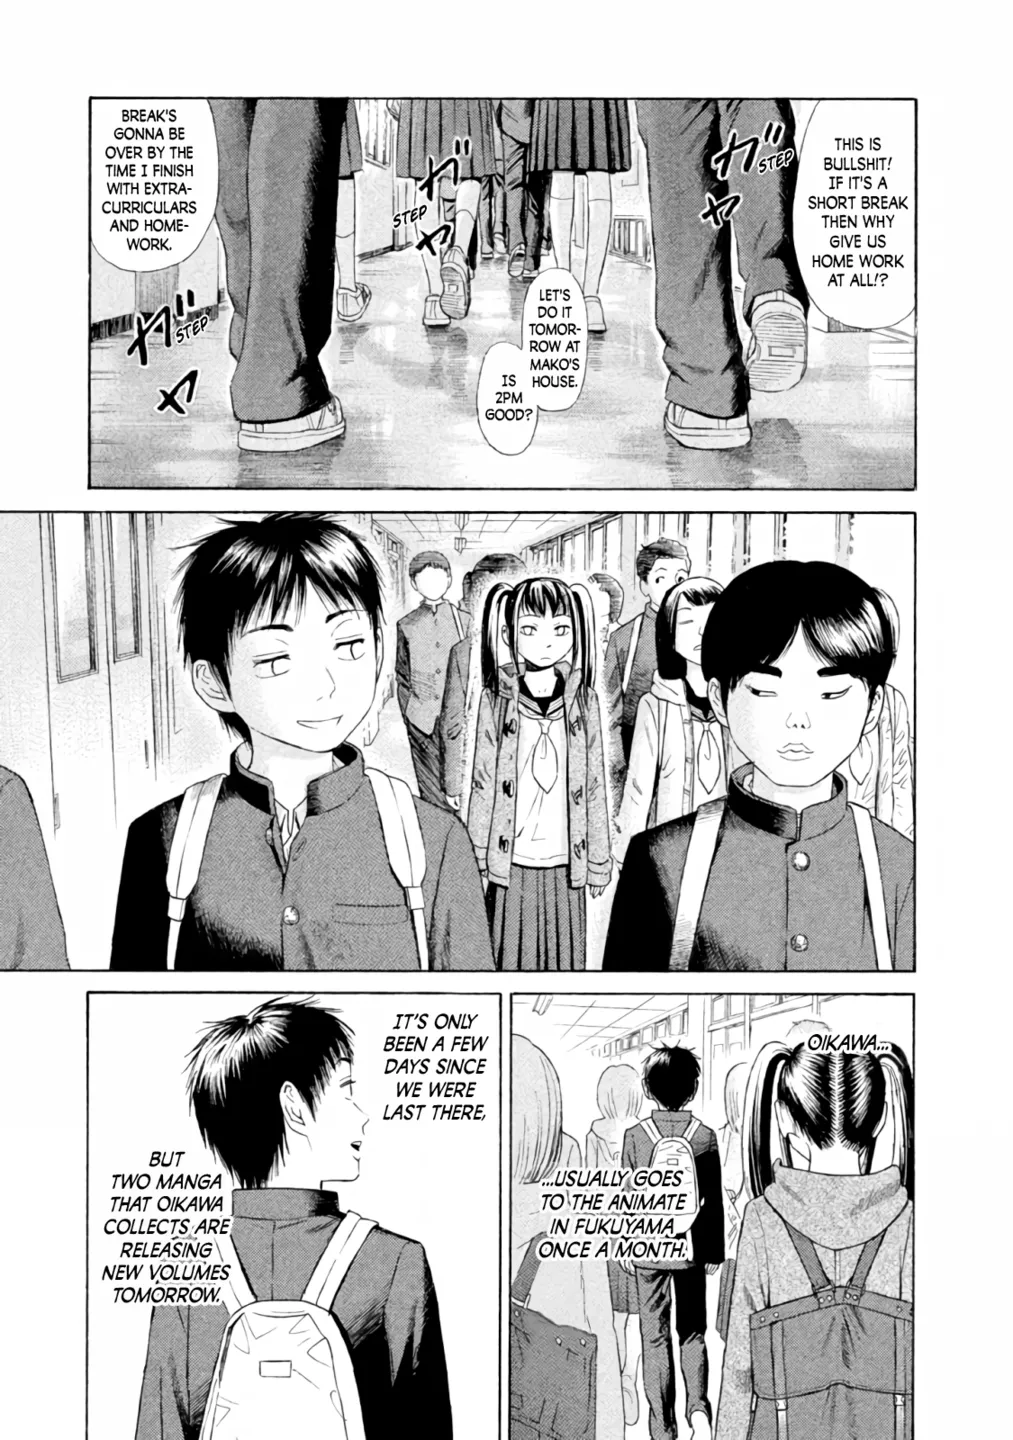 THIS IS
BULLSHIT!
IF IT'S A
SHORT BREAK
THEN WHY
GIVE US
HOME WORK
AT ALL!?
ガッ
STEP
ャ
LET'S
DO IT
TOMOR-
ROW AT
MAKO'S
HOUSE.
IS
2PM
GOOD?
ガ
STEP
ヤ
BREAK'S
GONNA BE
OVER BY THE
TIME I FINISH
WITH EXTRA-
CURRICULARS
AND HOME-
WORK.
ガ
STEP
ヤ
OIKAWA...
...USUALLY GOES
TO THE ANIMATE
IN FUKUYAMA
ONCE A MONTH.
IT'S ONLY
BEEN A FEW
DAYS SINCE
WE WERE
LAST THERE,
BUT
TWO MANGA
THAT OIKAWA
COLLECTS ARE
RELEASING
NEW VOLUMES
TOMORROW.